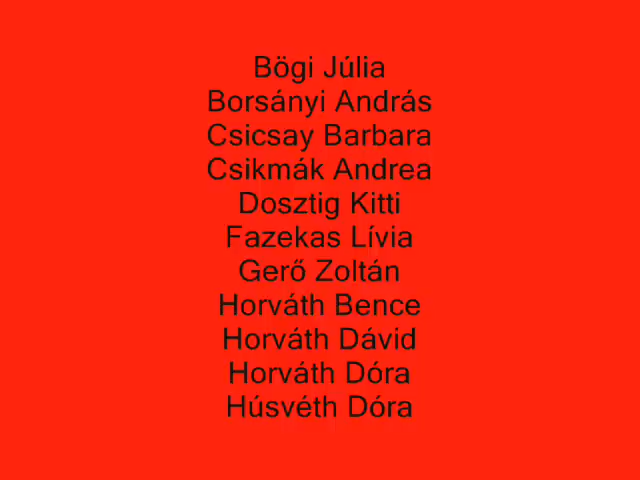 Bögi Júlia
Borsányi András
Csicsay Barbara
Csikmák Andrea
Dosztig Kitti
Fazekas Lívia
Gerő Zoltán
Horváth Bence
Horváth Dávid
Horváth Dóra
Húsvéth Dóra